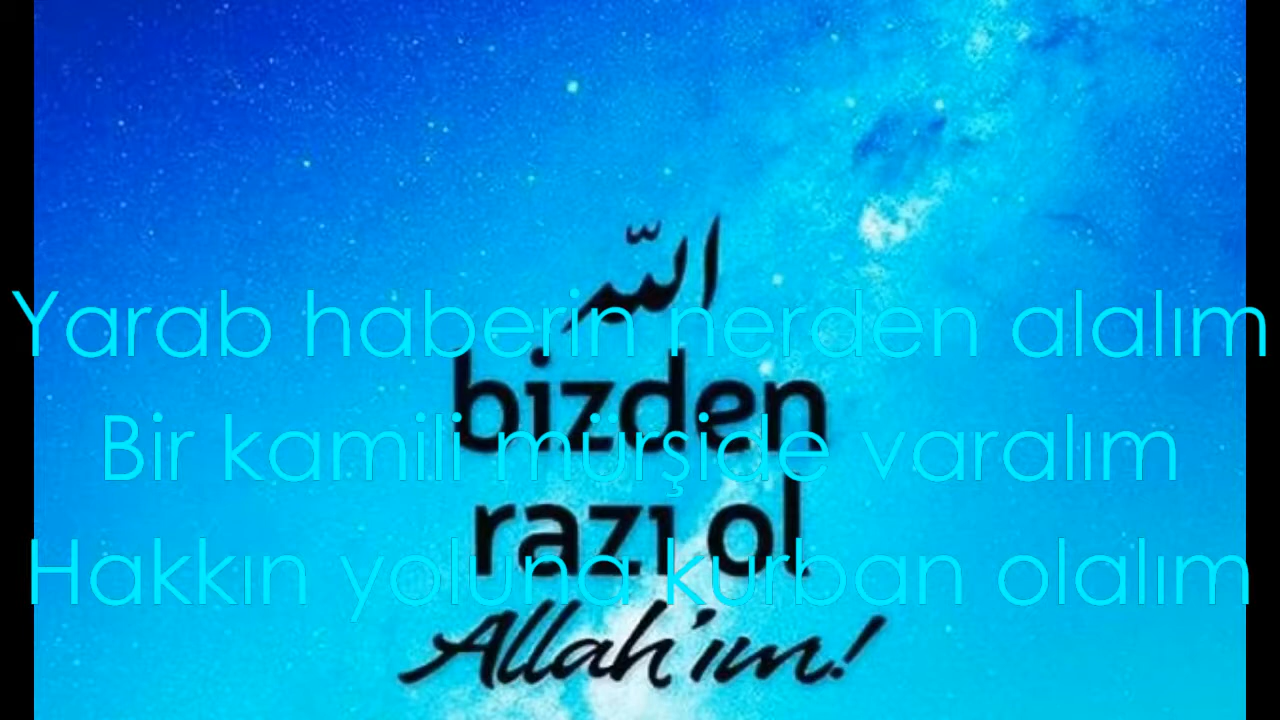 الله
Yarab haberin nerden alalım
bizden
Bir kamili mürşide varalım
razı ol
Hakkın yoluna kurban olalım
Allah'ım!